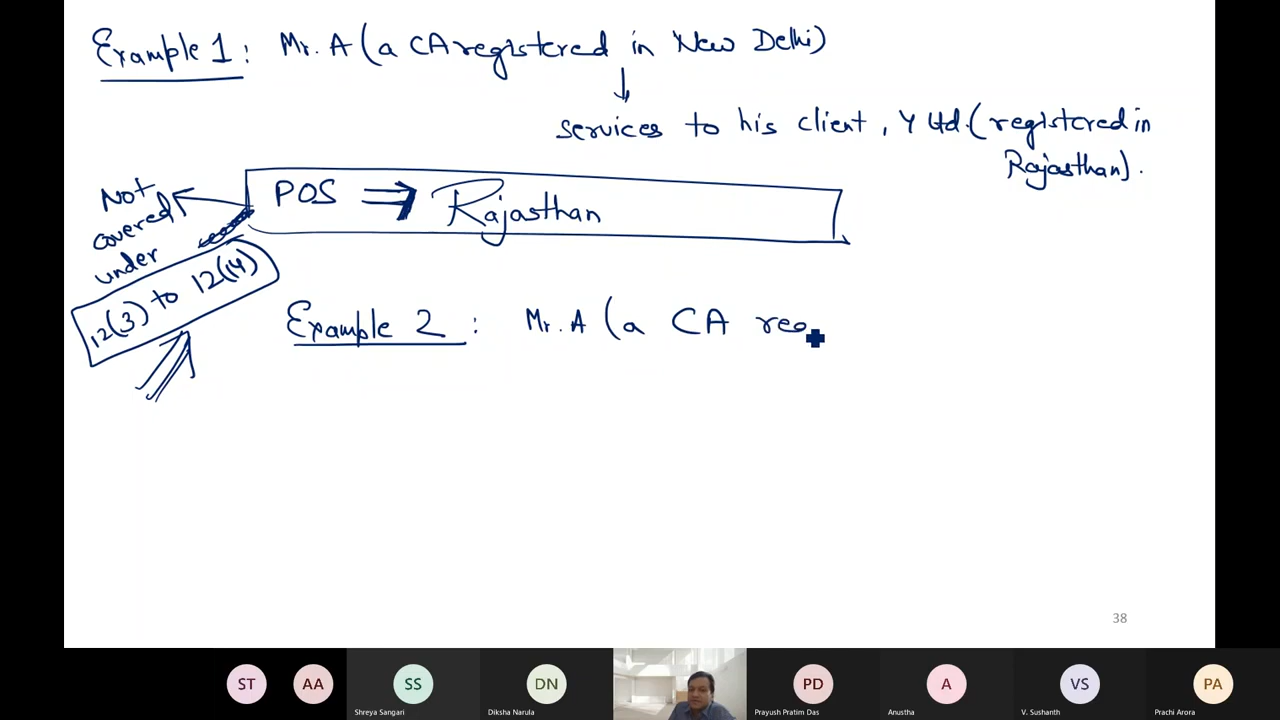 Example 1: Mr. A (a CA registered in New Delhi)
services to his client, Y Ltd. (registered in
Rajasthan).
POS ⇒ Rajasthan
Not
covered
under
12(3) to 12(14)
Example 2: Mr. A (a CA reg
38
ST
AA
SS
Shreya Sangari
DN
Diksha Narula
PD
Prayush Pratim Das
A
Anustha
VS
V. Sushanth
PA
Prachi Arora